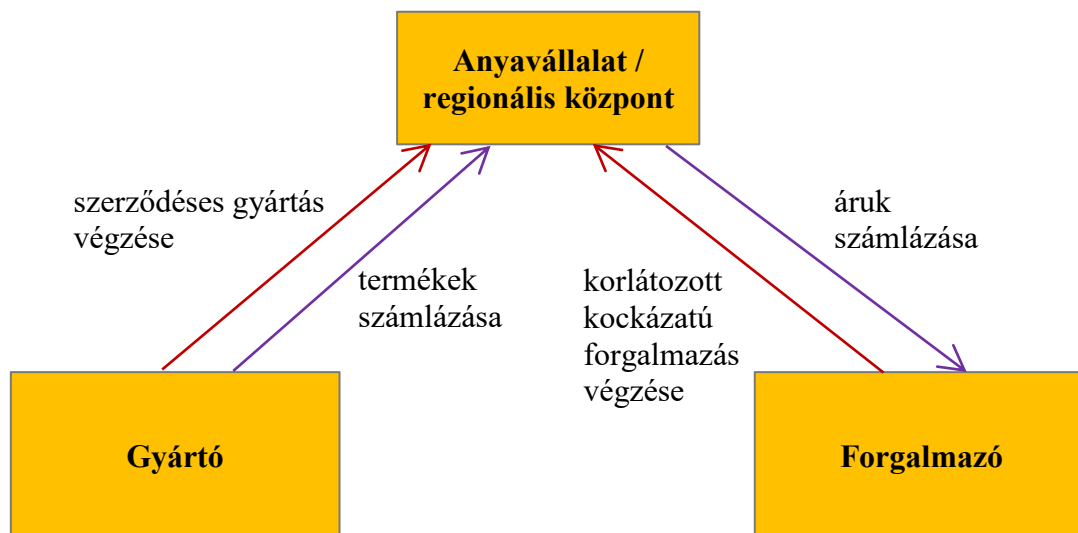 Anyavállalat /
regionális központ
szerződéses gyártás
végzése
termékek
számlázása
korlátozott
kockázatú
forgalmazás
végzése
áruk
számlázása
Gyártó
Forgalmazó